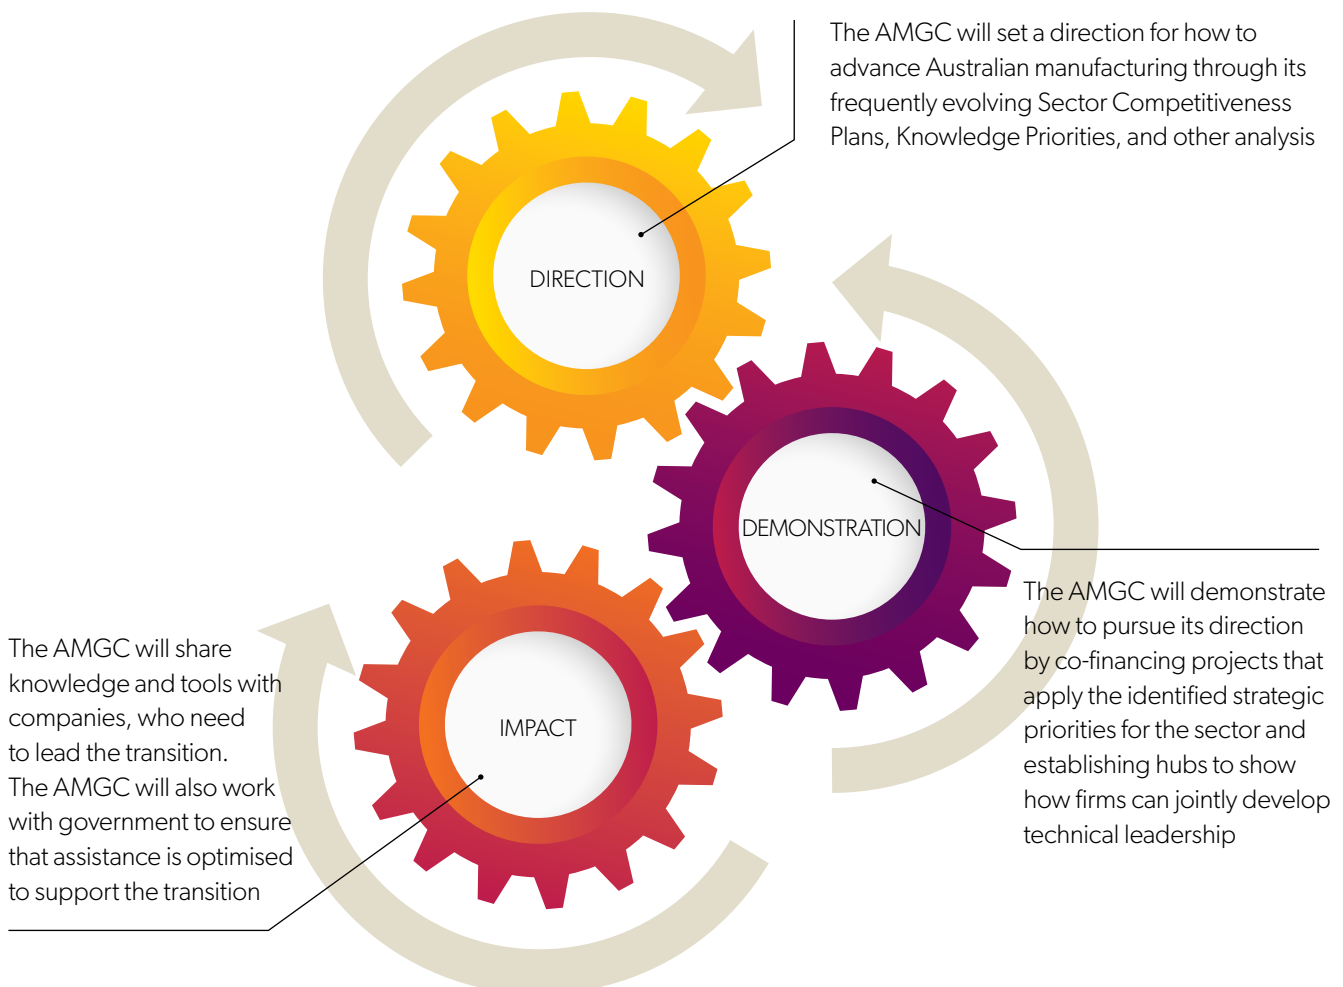 The AMGC will set a direction for how to
advance Australian manufacturing through its
frequently evolving Sector Competitiveness
Plans, Knowledge Priorities, and other analysis
DIRECTION
DEMONSTRATION
The AMGC will demonstrate
how to pursue its direction
by co-financing projects that
apply the identified strategic
priorities for the sector and
establishing hubs to show
how firms can jointly develop
technical leadership
IMPACT
The AMGC will share
knowledge and tools with
companies, who need
to lead the transition.
The AMGC will also work
with government to ensure
that assistance is optimised
to support the transition